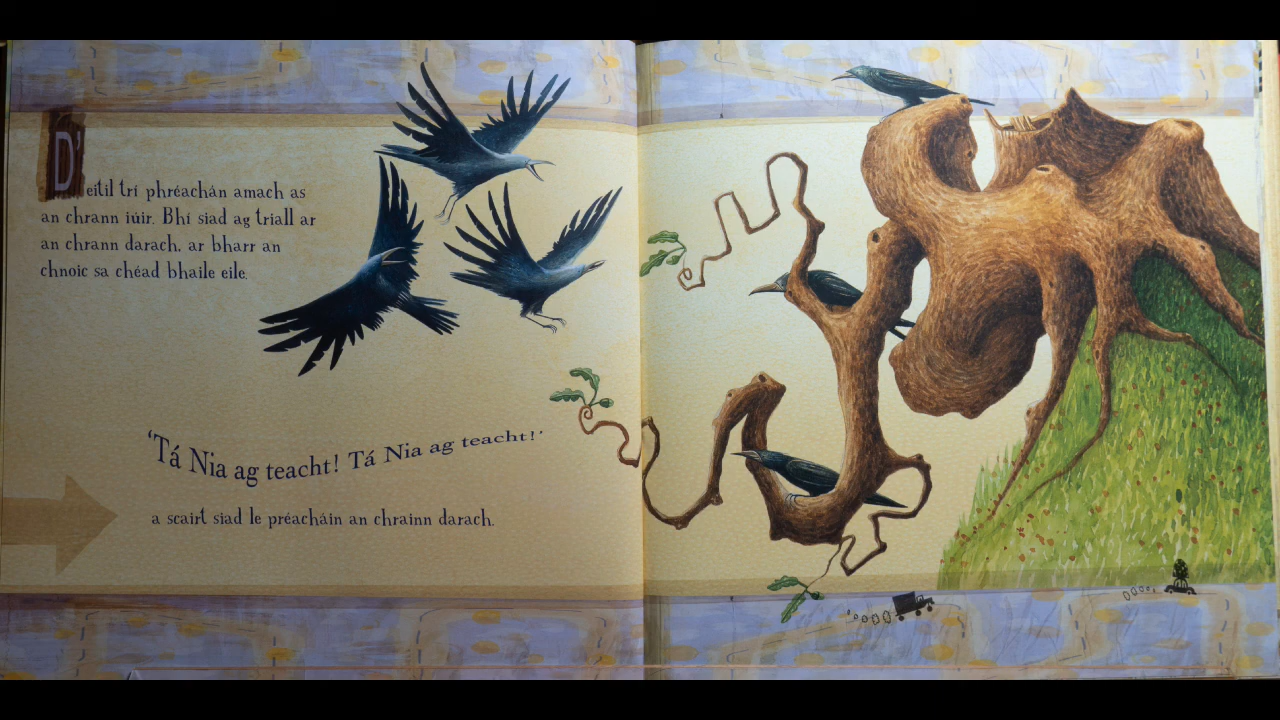 D'eitil trí phréachán amach as
an chrann iúir. Bhí siad ag triall ar
an chrann darach, ar bharr an
chnoic sa chéad bhaile eile.
'Tá Nia ag teacht! Tá Nia ag teacht!'
a scairt siad le préacháin an chrainn darach.